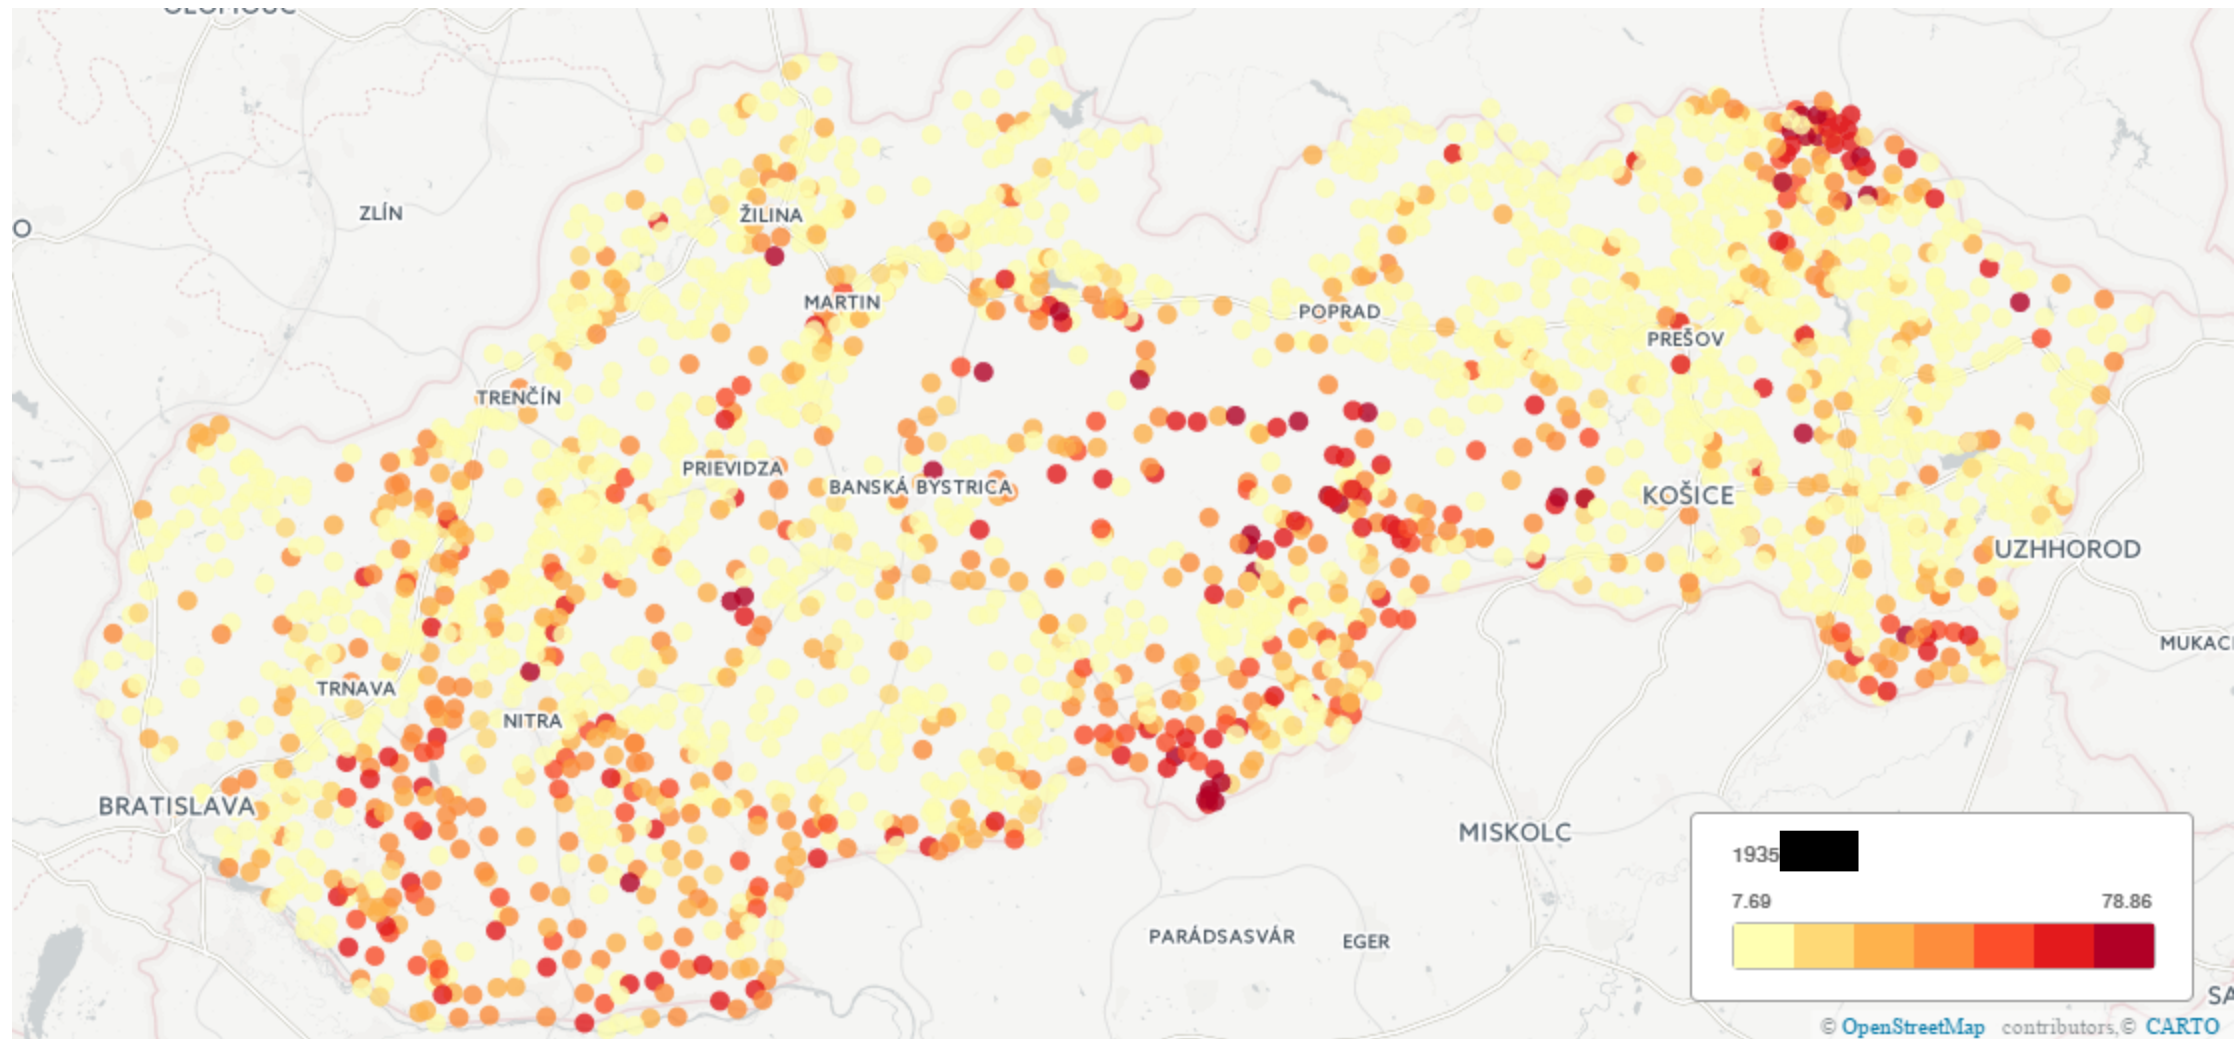 ZLÍN
ŽILINA
MARTIN
POPRAD
PREŠOV
TRENČÍN
PRIEVIDZA
BANSKÁ BYSTRICA
KOŠICE
UZHHOROD
MUKAC
TRNAVA
NITRA
BRATISLAVA
MISKOLC
PARÁDSASVÁR
EGER
1935
7.69 78.86
SA
© OpenStreetMap contributors, © CARTO